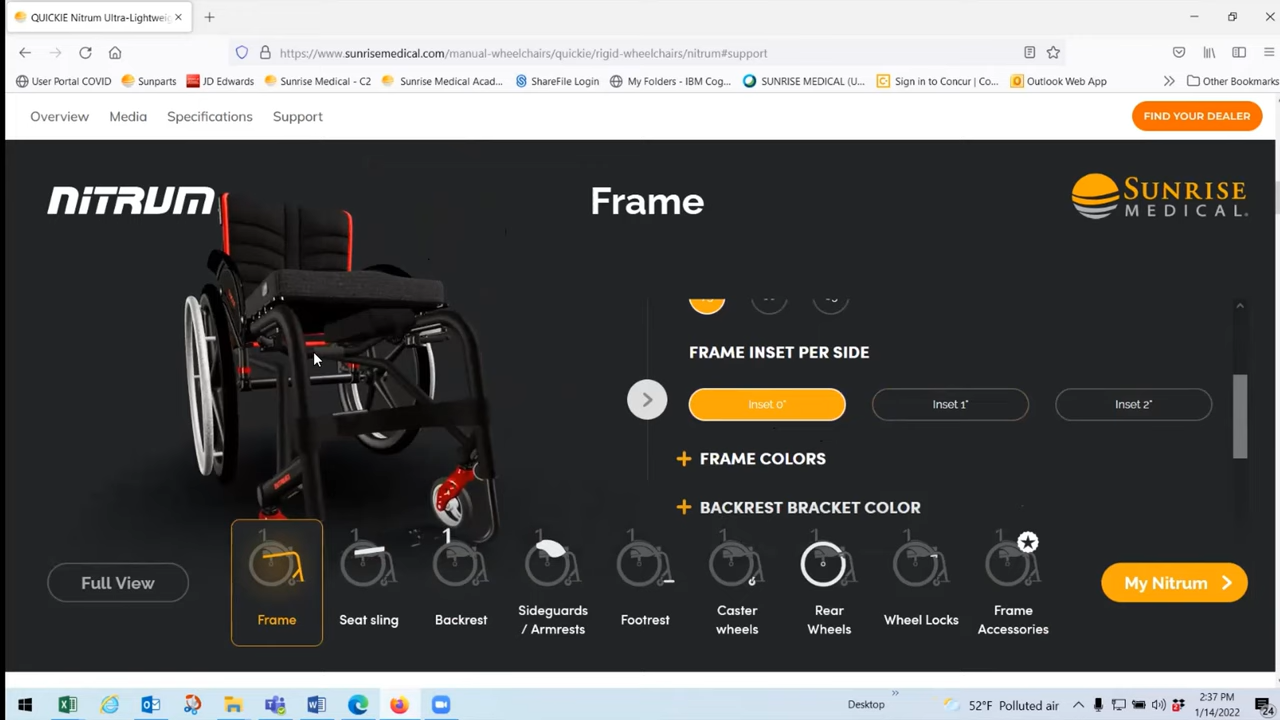 QUICKIE Nitrum Ultra-Lightweig
https://www.sunrisemedical.com/manual-wheelchairs/quickie/rigid-wheelchairs/nitrum#support
User Portal COVID
Sunparts
JD Edwards
Sunrise Medical - C2
Sunrise Medical Acad...
ShareFile Login
My Folders - IBM Cog...
SUNRISE MEDICAL (U...
Sign in to Concur | Co...
Outlook Web App
Other Bookmarks
Overview
Media
Specifications
Support
FIND YOUR DEALER
NITRUM
Frame
SUNRISE
MEDICAL
FRAME INSET PER SIDE
Inset 0"
Inset 1"
Inset 2"
FRAME COLORS
BACKREST BRACKET COLOR
Full View
Frame
Seat sling
Backrest
Sideguards
/ Armrests
Footrest
Caster
wheels
Rear
Wheels
Wheel Locks
Frame
Accessories
My Nitrum
Desktop
52°F Polluted air
2:37 PM
1/14/2022
24